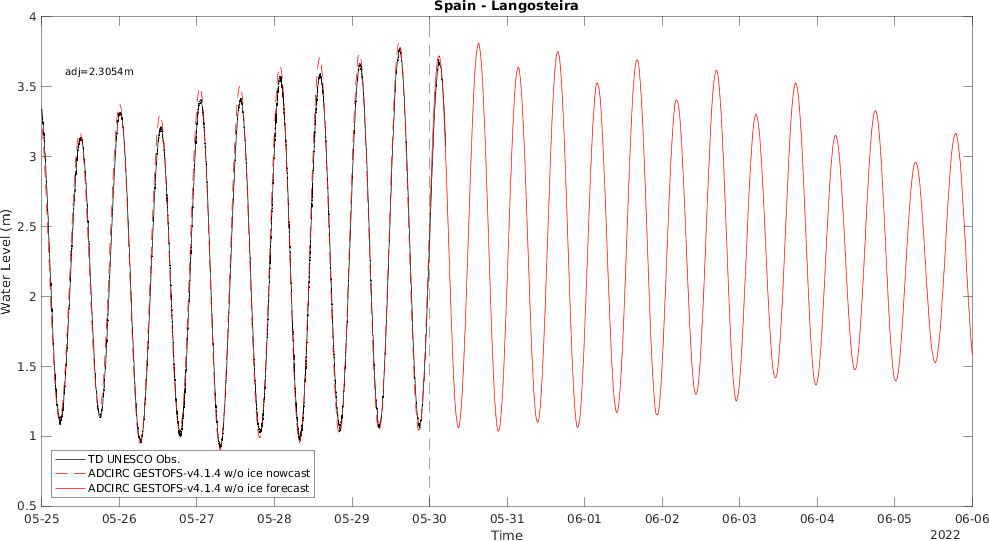 Spain - Langosteira
4
adj=2.3054m
3.5
3
2.5
2
1.5
1
0.5
Water Level (m)
TD UNESCO Obs.
ADCIRC GESTOFS-v4.1.4 w/o ice nowcast
ADCIRC GESTOFS-v4.1.4 w/o ice forecast
05-25 05-26 05-27 05-28 05-29 05-30 05-31 06-01 06-02 06-03 06-04 06-05 06-06
Time
2022